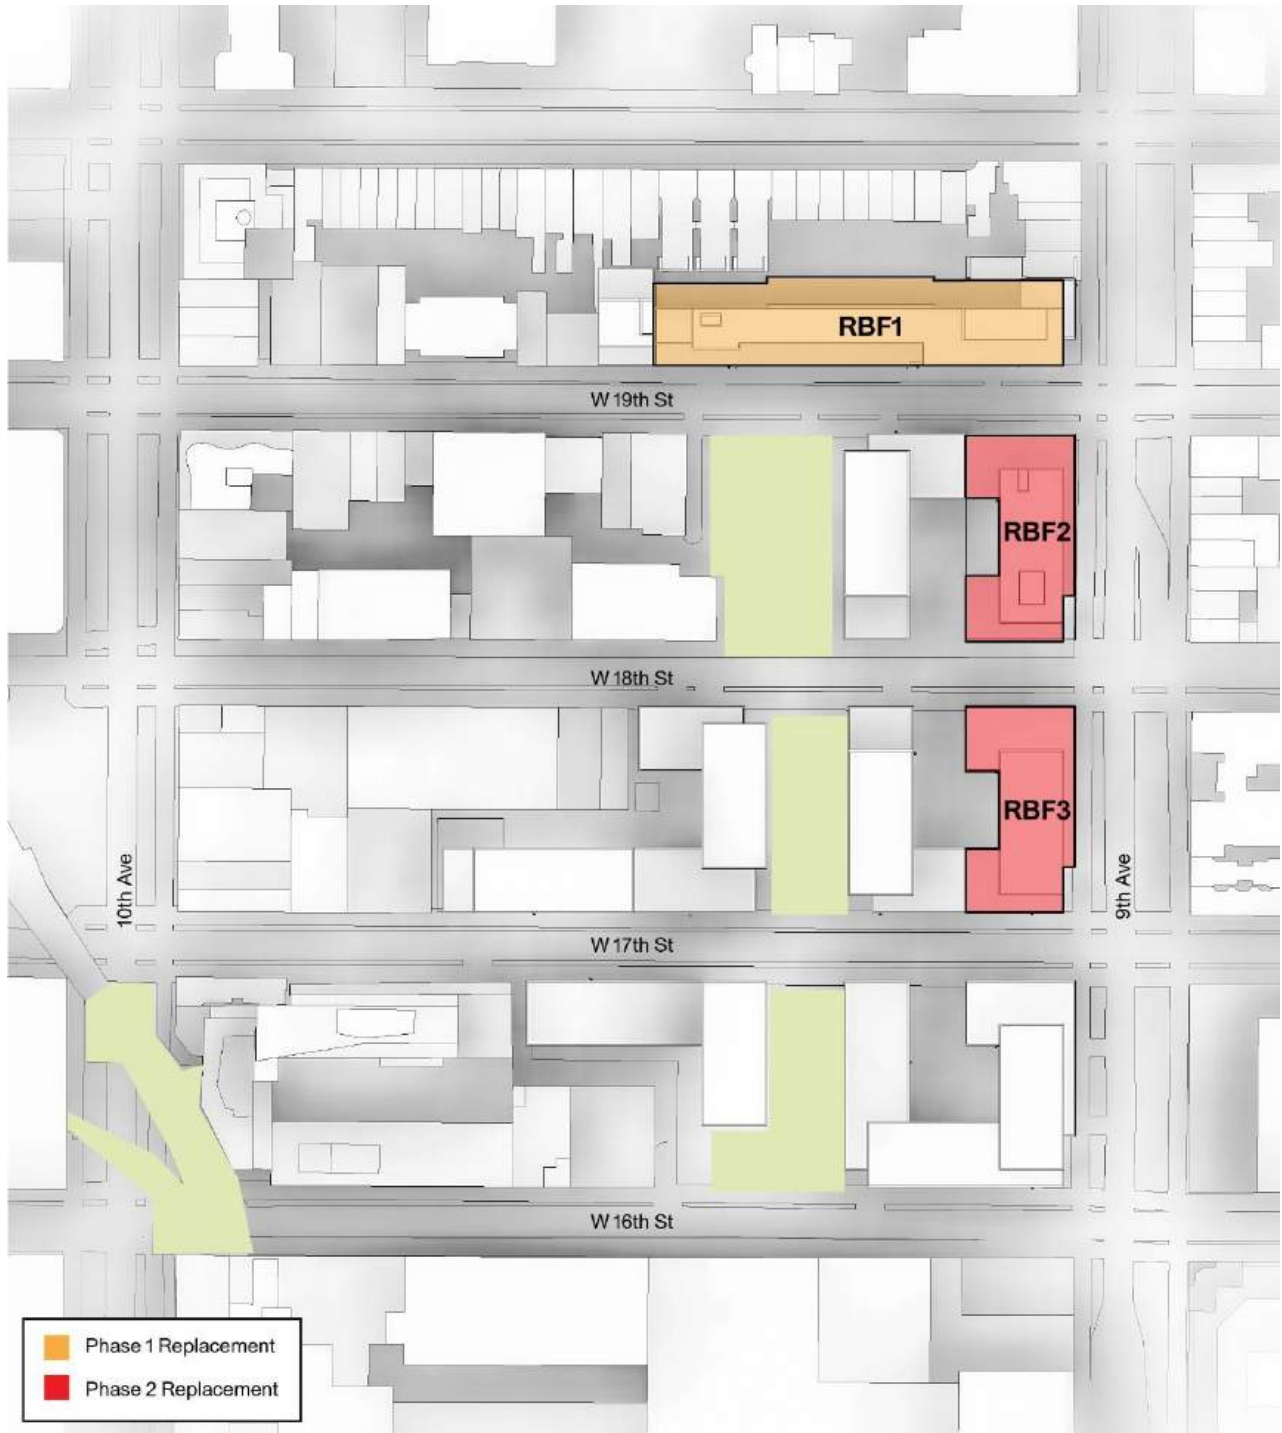 RBF1
W 19th St
RBF2
W 18th St
RBF3
10th Ave
9th Ave
W 17th St
W 16th St
Phase 1 Replacement
Phase 2 Replacement